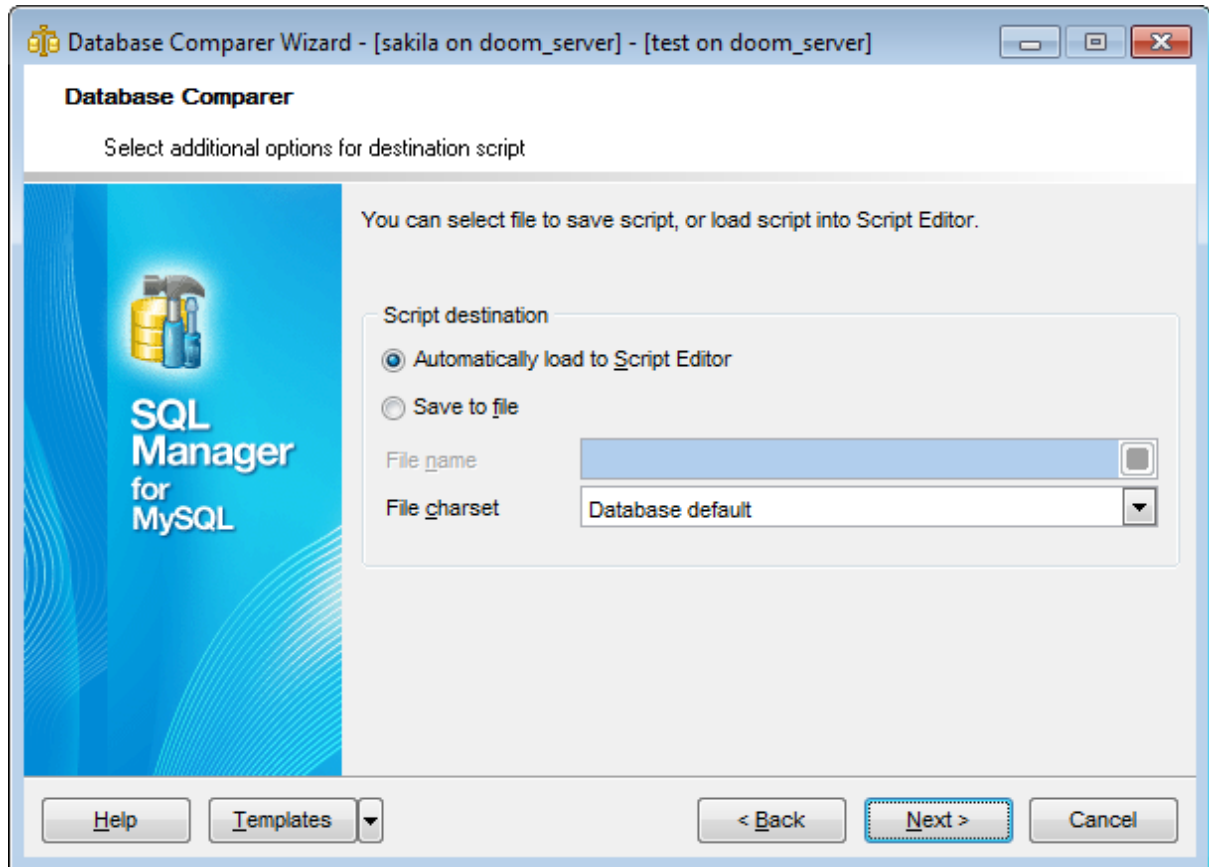 Database Comparer Wizard - [sakila on doom_server] - [test on doom_server]
Database Comparer
Select additional options for destination script
You can select file to save script, or load script into Script Editor.
Script destination
Automatically load to Script Editor
Save to file
File name
File charset
Database default
SQL
Manager
for
MySQL
Help
Templates
< Back
Next >
Cancel